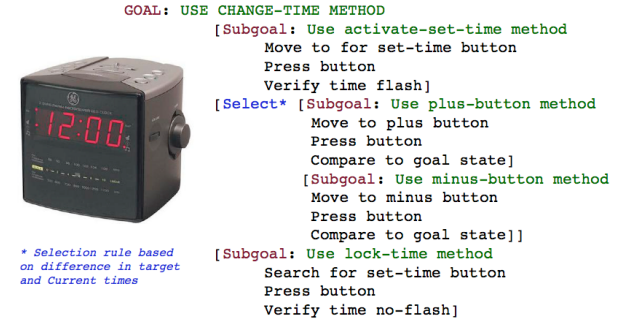 GOAL: USE CHANGE-TIME METHOD
[Subgoal: Use activate-set-time method
Move to for set-time button
Press button
Verify time flash]
[Select* [Subgoal: Use plus-button method
Move to plus button
Press button
Compare to goal state]
[Subgoal: Use minus-button method
Move to minus button
Press button
Compare to goal state]]
[Subgoal: Use lock-time method
Search for set-time button
Press button
Verify time no-flash]
12:00
* Selection rule based
on difference in target
and Current times